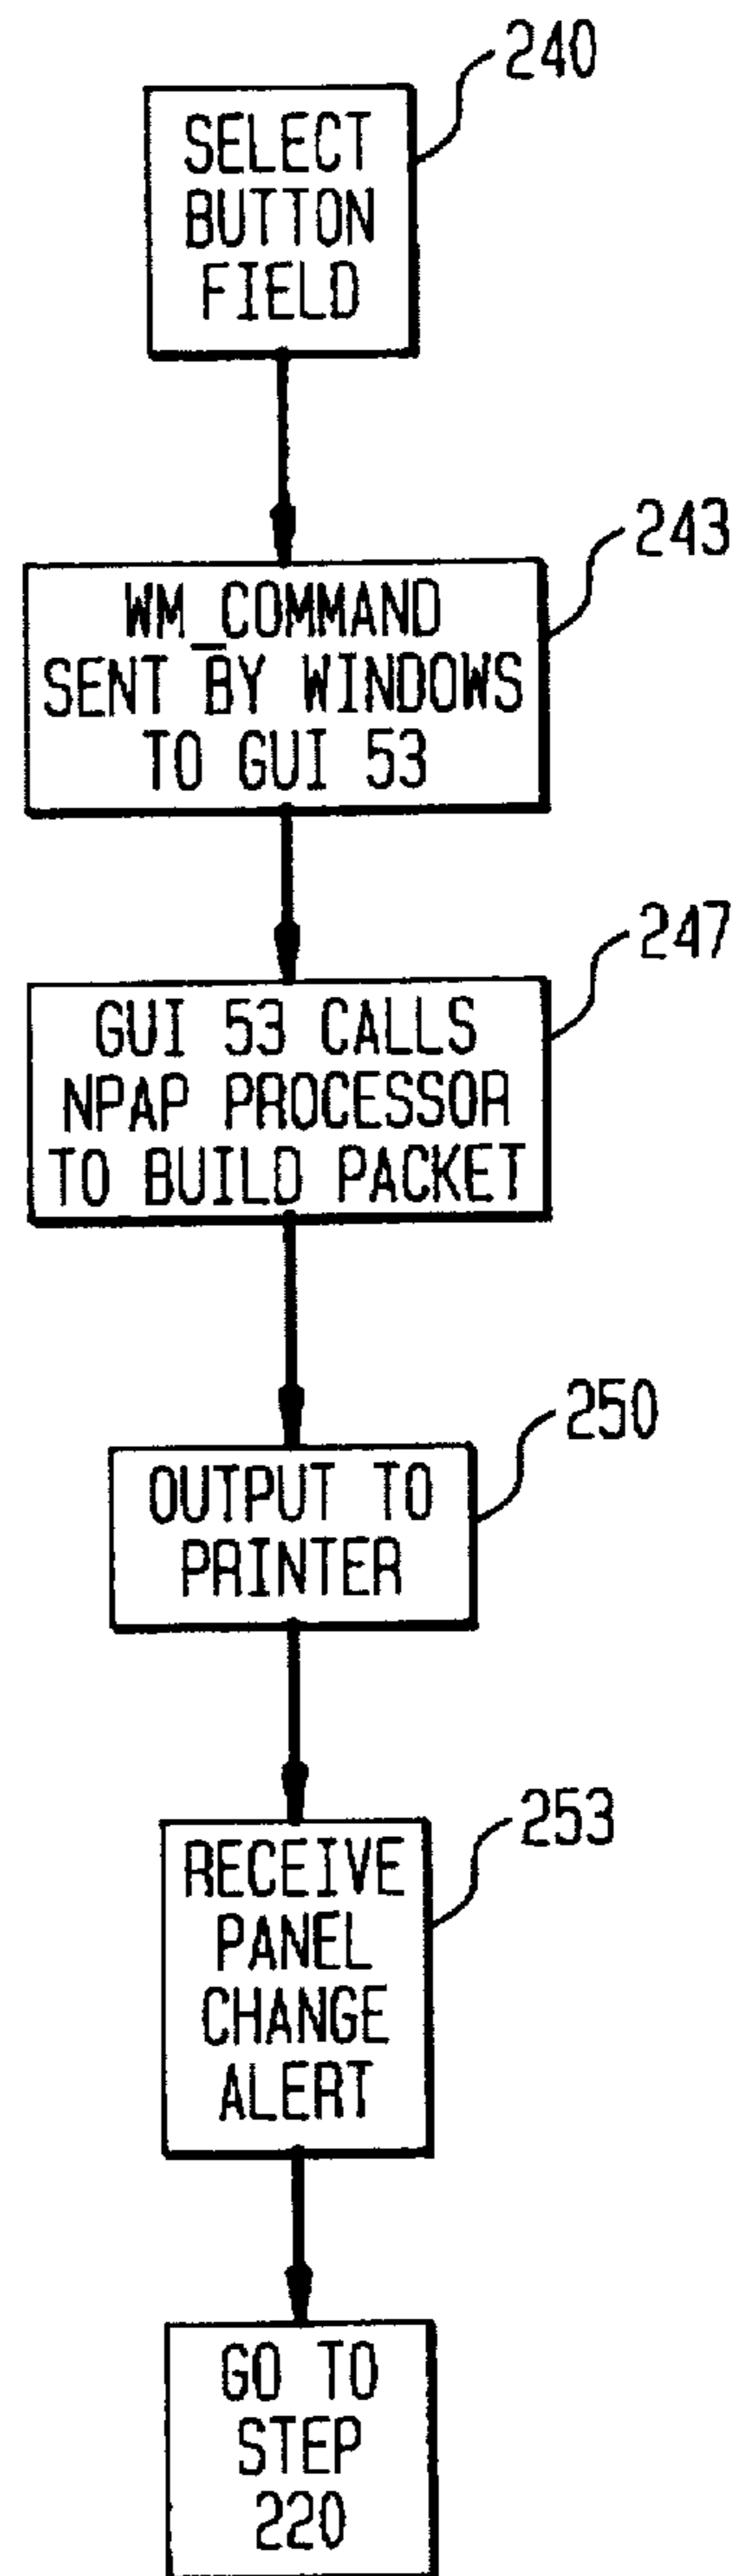 240
SELECT
BUTTON
FIELD
243
WM_COMMAND
SENT BY WINDOWS
TO GUI 53
247
GUI 53 CALLS
NPAP PROCESSOR
TO BUILD PACKET
250
OUTPUT TO
PRINTER
253
RECEIVE
PANEL
CHANGE
ALERT
GO TO
STEP
220